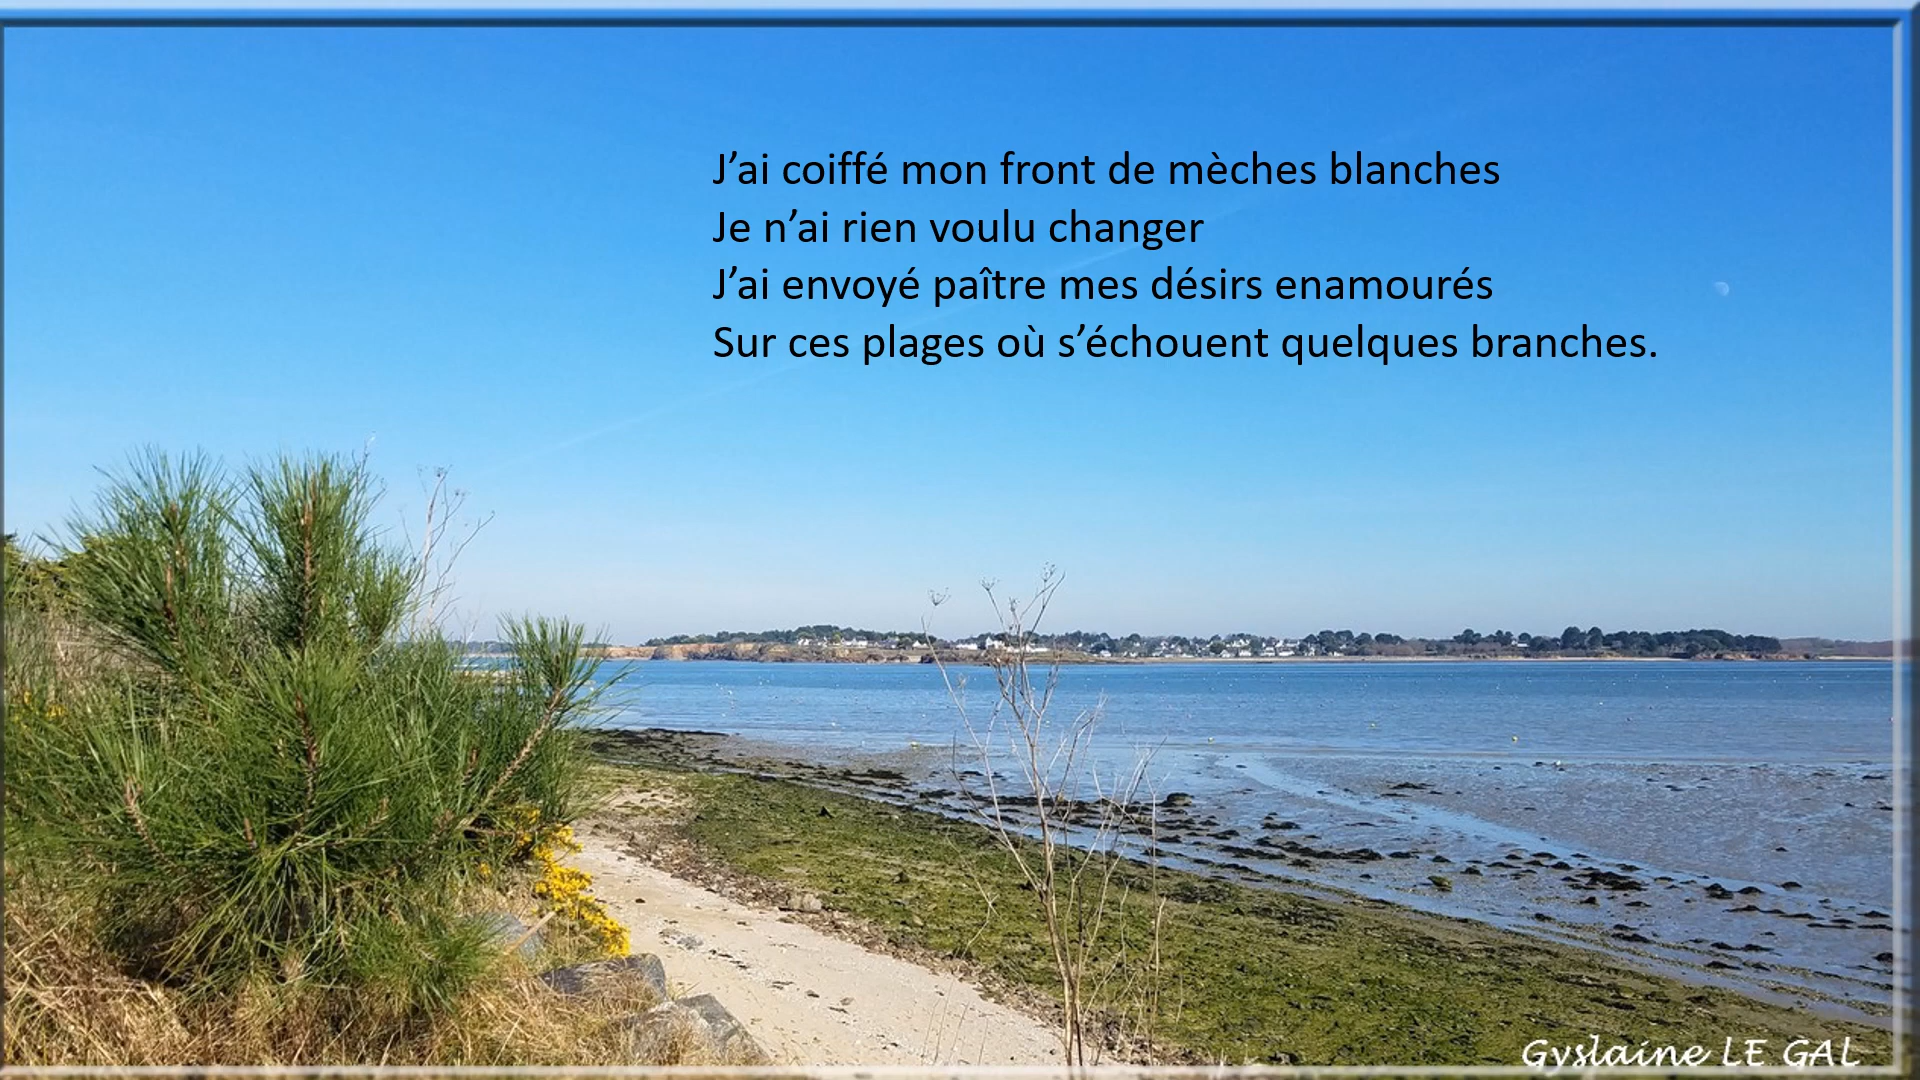 J’ai coiffé mon front de mèches blanches
Je n’ai rien voulu changer
J’ai envoyé paître mes désirs enamourés
Sur ces plages où s’échouent quelques branches.
Gyslaine LE GAL